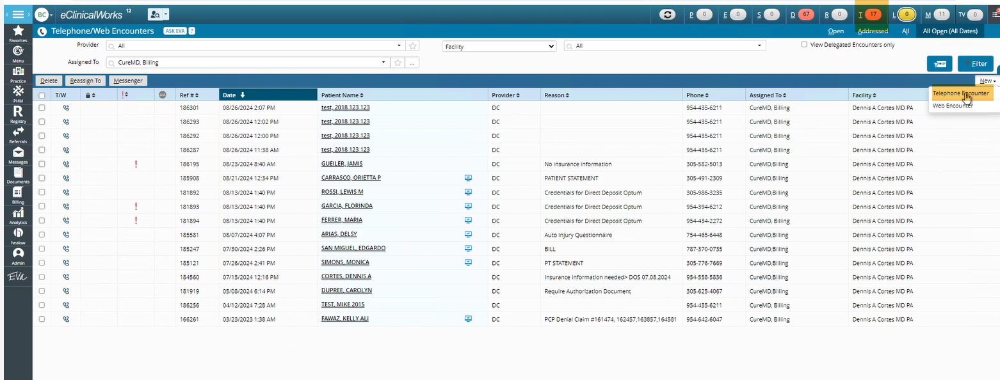 BC eClinicalWorks 12 P 0 E 0 S 0 D 67 R 0 T 17 L 0 M 11 TV 0
Telephone/Web Encounters ASK EVA ? Open Addressed All All Open (All Dates)
Favorites
Menu
Practice
PHM
Registry
Referrals
Messages
Documents
Billing
Analytics
healow
Admin
EVA
Provider All Facility All View Delegated Encounters only
Assigned To CureMD, Billing ... Filter
Delete Reassign To Messenger New
Telephone Encounter
Web Encounter
T/W Ref # Date Patient Name Provider Reason Phone Assigned To Facility
186301 08/26/2024 2:07 PM test, 2018 123 123 DC 954-435-6211 CureMD, Billing Dennis A Cortes MD PA
186293 08/26/2024 12:02 PM test, 2018 123 123 DC 954-435-6211 CureMD, Billing Dennis A Cortes MD PA
186292 08/26/2024 12:00 PM test, 2018 123 123 DC 954-435-6211 CureMD, Billing Dennis A Cortes MD PA
186287 08/26/2024 11:38 AM test, 2018 123 123 DC 954-435-6211 CureMD, Billing Dennis A Cortes MD PA
! 186195 08/23/2024 8:40 AM GUEILER, JAMIS DC No insurance information 305-582-5013 CureMD,Billing Dennis A Cortes MD PA
185908 08/21/2024 12:34 PM CARRASCO, ORIETTA P DC PATIENT STATEMENT 305-491-2309 CureMD,Billing Dennis A Cortes MD PA
181892 08/13/2024 1:40 PM ROSSI, LEWIS M DC Credentials for Direct Deposit Optum 305-986-3235 CureMD, Billing Dennis A Cortes MD PA
! 181893 08/13/2024 1:40 PM GARCIA, FLORINDA DC Credentials for Direct Deposit Optum 954-394-6212 CureMD, Billing Dennis A Cortes MD PA
! 181894 08/13/2024 1:40 PM FERRER, MARIA DC Credentials for Direct Deposit Optum 954-434-2272 CureMD, Billing Dennis A Cortes MD PA
185581 08/07/2024 4:07 PM ARIAS, DELSY DC Auto Injury Questionnaire 754-465-6448 CureMD,Billing Dennis A Cortes MD PA
185247 07/30/2024 2:26 PM SAN MIGUEL, EDGARDO DC BILL 787-370-0735 CureMD,Billing Dennis A Cortes MD PA
185121 07/26/2024 2:41 PM SIMONS, MONICA DC PT STATEMENT 305-776-7669 CureMD,Billing Dennis A Cortes MD PA
184560 07/15/2024 12:16 PM CORTES, DENNIS A DC Insurance information needed> DOS 07.08.2024 954-558-5836 CureMD,Billing Dennis A Cortes MD PA
181919 05/08/2024 6:14 PM DUPREE, CAROLYN DC Require Authorization Document 305-625-4067 CureMD,Billing Dennis A Cortes MD PA
186256 04/12/2024 7:28 AM TEST, MIKE 2015 DC 954-435-6211 CureMD, Billing Dennis A Cortes MD PA
166261 03/23/2023 1:38 AM FAWAZ, KELLY ALI DC PCP Denial Claim #161474, 162457,163857,164581 954-642-6047 CureMD, Billing Dennis A Cortes MD PA